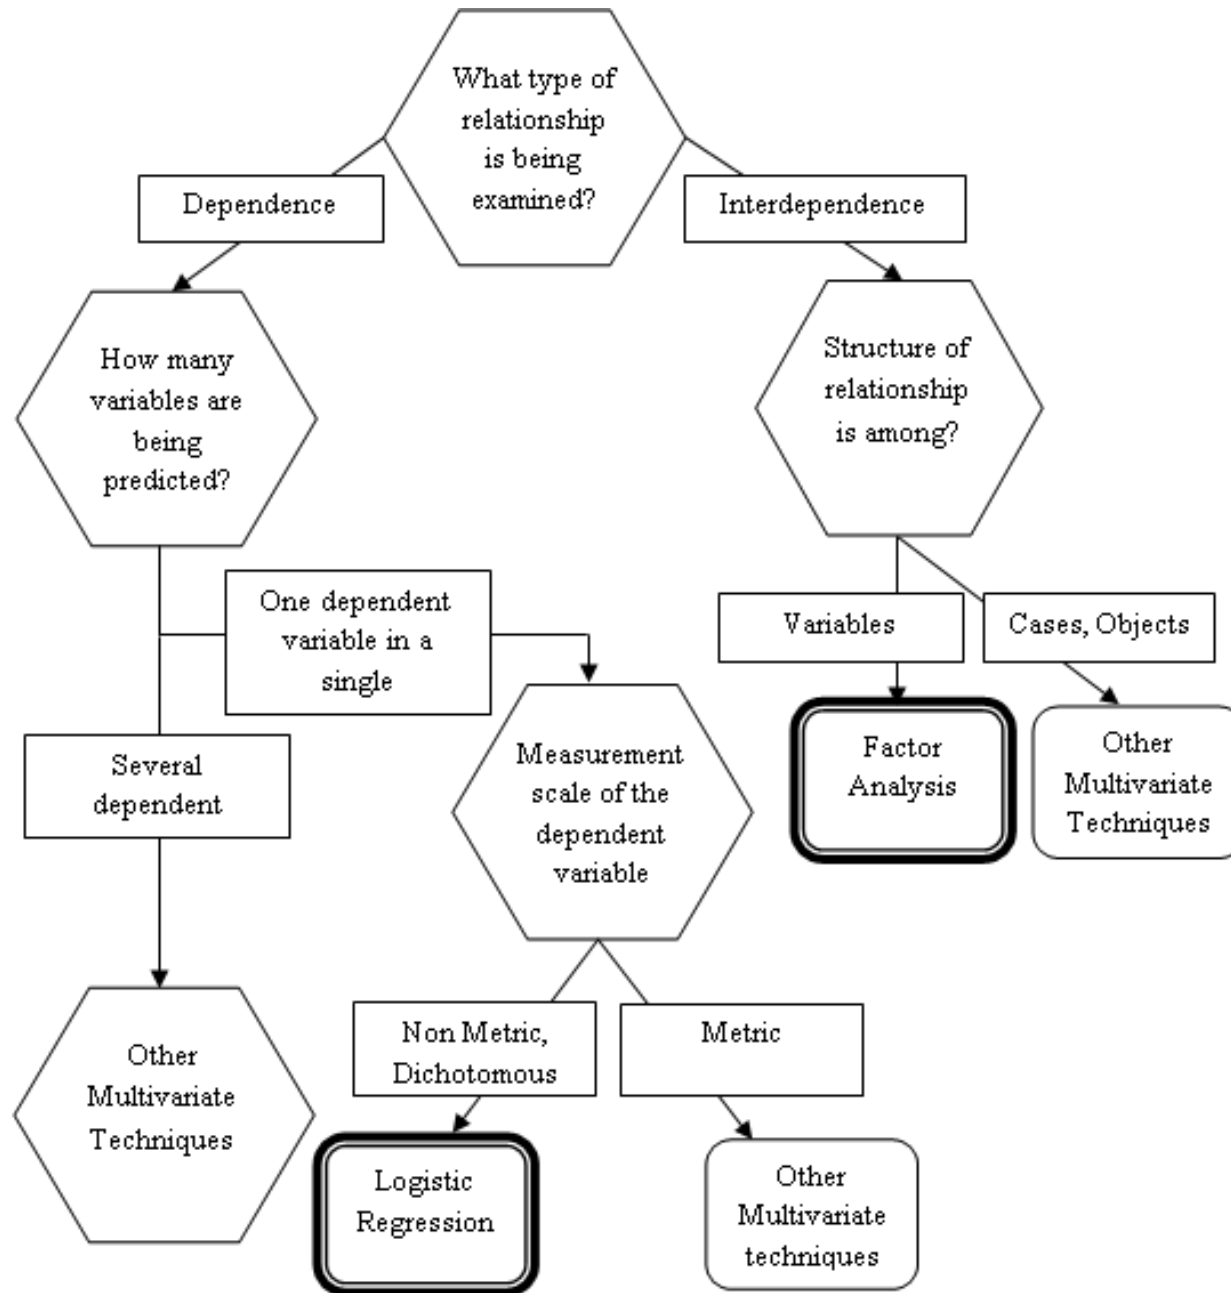 What type of
relationship
is being
examined?
Dependence
Interdependence
How many
variables are
being
predicted?
Structure of
relationship
is among?
One dependent
variable in a
single
Variables
Cases, Objects
Several
dependent
Measurement
scale of the
dependent
variable
Factor
Analysis
Other
Multivariate
Techniques
Other
Multivariate
Techniques
Non Metric,
Dichotomous
Metric
Logistic
Regression
Other
Multivariate
techniques